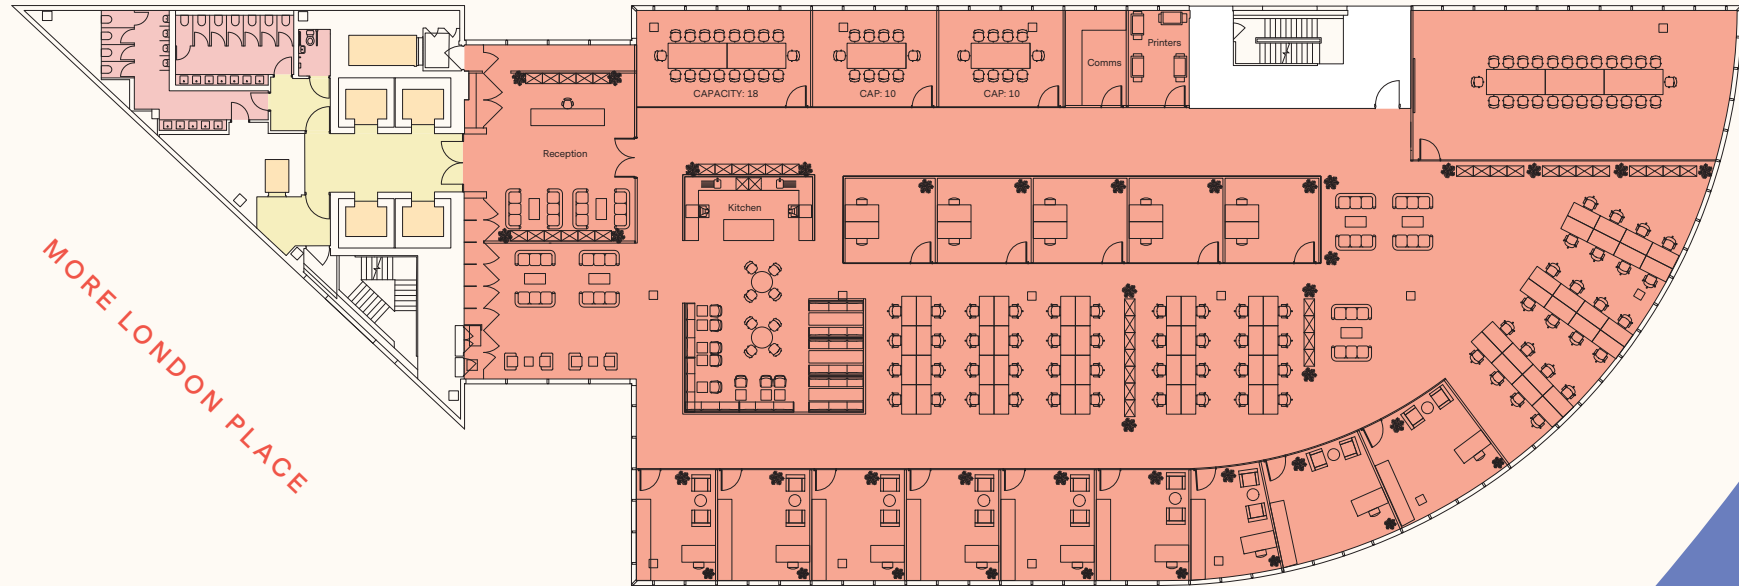 Printers
Comms
CAPACITY: 18
CAP: 10
CAP: 10
Reception
Kitchen
MORE LONDON PLACE